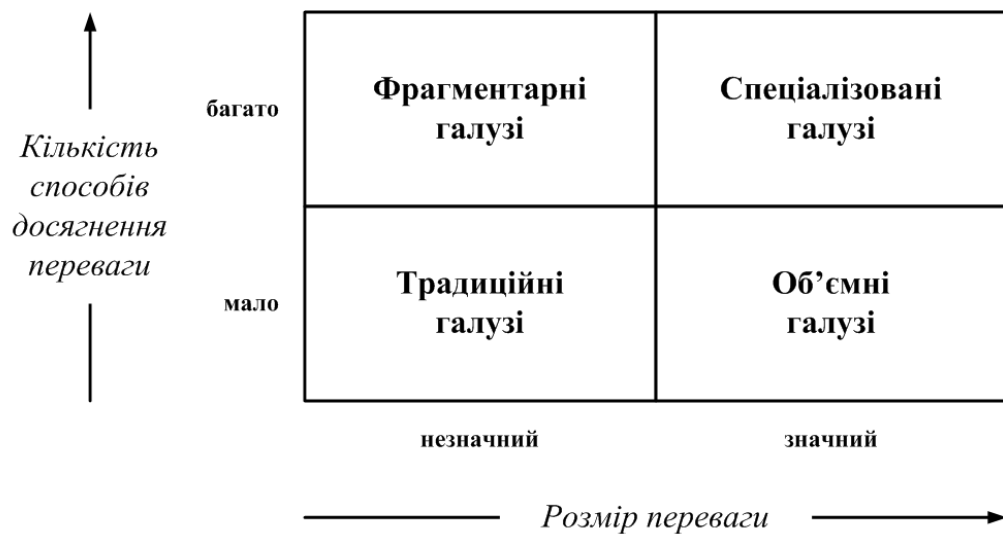 Кількість
способів
досягнення
переваги
багато
Фрагментарні
галузі
Спеціалізовані
галузі
мало
Традиційні
галузі
Об’ємні
галузі
незначний
значний
Розмір переваги